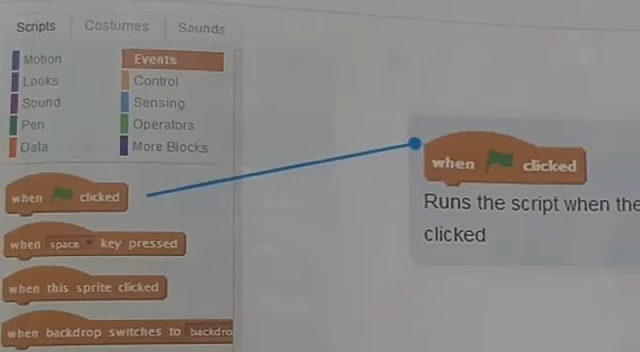 Scripts Costumes Sounds
Motion Events
Looks Control
Sound Sensing
Pen Operators
Data More Blocks
when clicked
when space key pressed
when this sprite clicked
when backdrop switches to backdro
when clicked
Runs the script when the
clicked